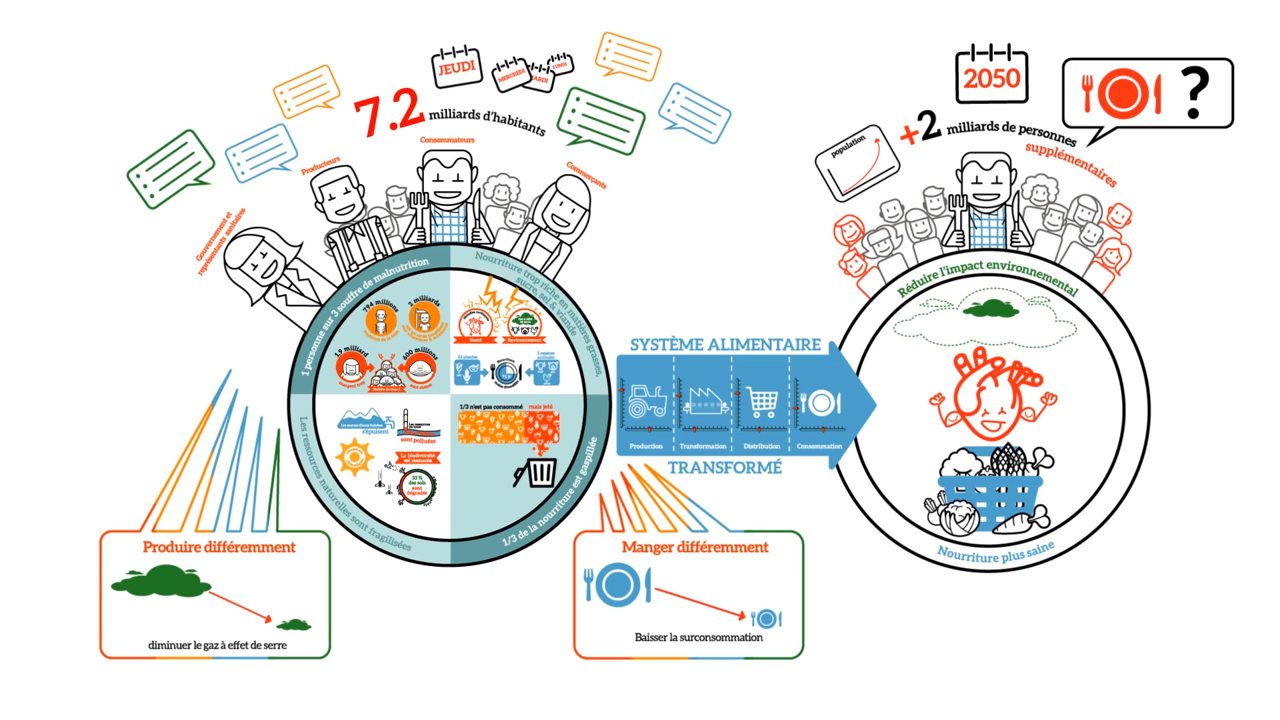 JEUDI
MERCREDI
MARDI
LUNDI
7.2 milliards d'habitants
Consommateurs
Producteurs
Commerçants
Gouvernement et
représentants sanitaires
1 personne sur 3 souffre de malnutrition
Nourriture trop riche en matières grasses,
sucre, sel & viande
Les ressources naturelles sont fragilisées
1/3 de la nourriture est gaspillée
794 millions
2 milliards
1.9 milliard
600 millions
Santé
Environnement
s'épuisent
sont polluées
La biodiversité
est menacée
33 %
des sols
sont
dégradés
1/3 n'est pas consommé mais jeté
SYSTÈME ALIMENTAIRE
Production
Transformation
Distribution
Consommation
TRANSFORMÉ
2050
?
population
+2 milliards de personnes
supplémentaires
Réduire l'impact environnemental
Nourriture plus saine
Produire différemment
diminuer le gaz à effet de serre
Manger différemment
Baisser la surconsommation